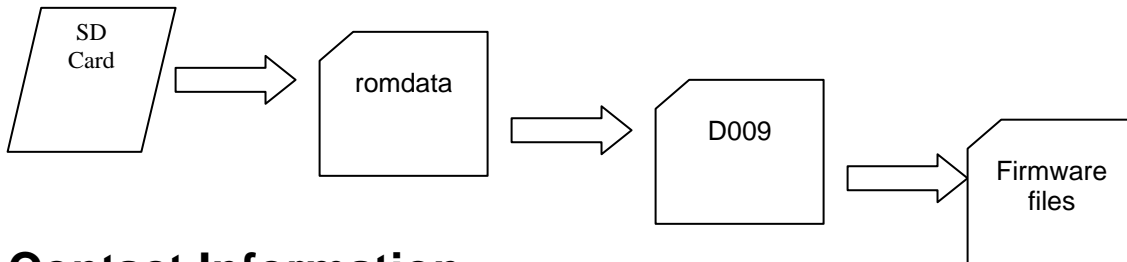 SD
Card
romdata
D009
Firmware
files
Contact Information